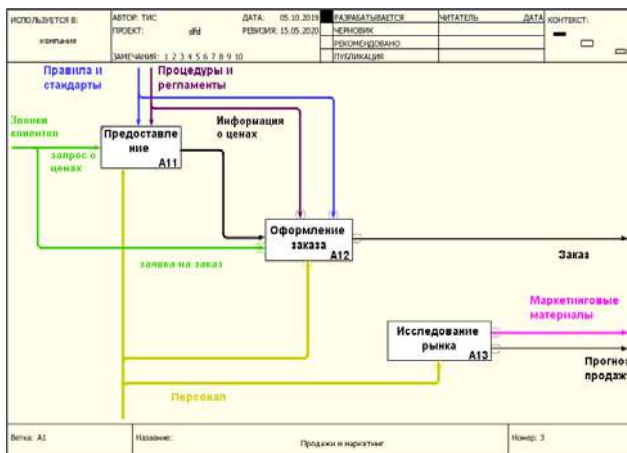 ИСПОЛЬЗУЕТСЯ В:
компания
АВТОР: ТИС
ДАТА: 05.10.2019
ПРОЕКТ: dfd
РЕВИЗИЯ: 15.05.2020
ЗАМЕЧАНИЯ: 1 2 3 4 5 6 7 8 9 10
РАЗРАБАТЫВАЕТСЯ
ЧЕРНОВИК
РЕКОМЕНДОВАНО
ПУБЛИКАЦИЯ
ЧИТАТЕЛЬ
ДАТА
КОНТЕКСТ:
Правила и
стандарты
Процедуры и
регламенты
Звонки
клиентов
запрос о
ценах
Предоставле
ние
A11
Информация
о ценах
Оформление
заказа
A12
заявка на заказ
Заказ
Маркетинговые
материалы
Исследование
рынка
A13
Прогноз
продаж
Персонал
Ветка: A1
Название:
Продажи и маркетинг
Номер: 3